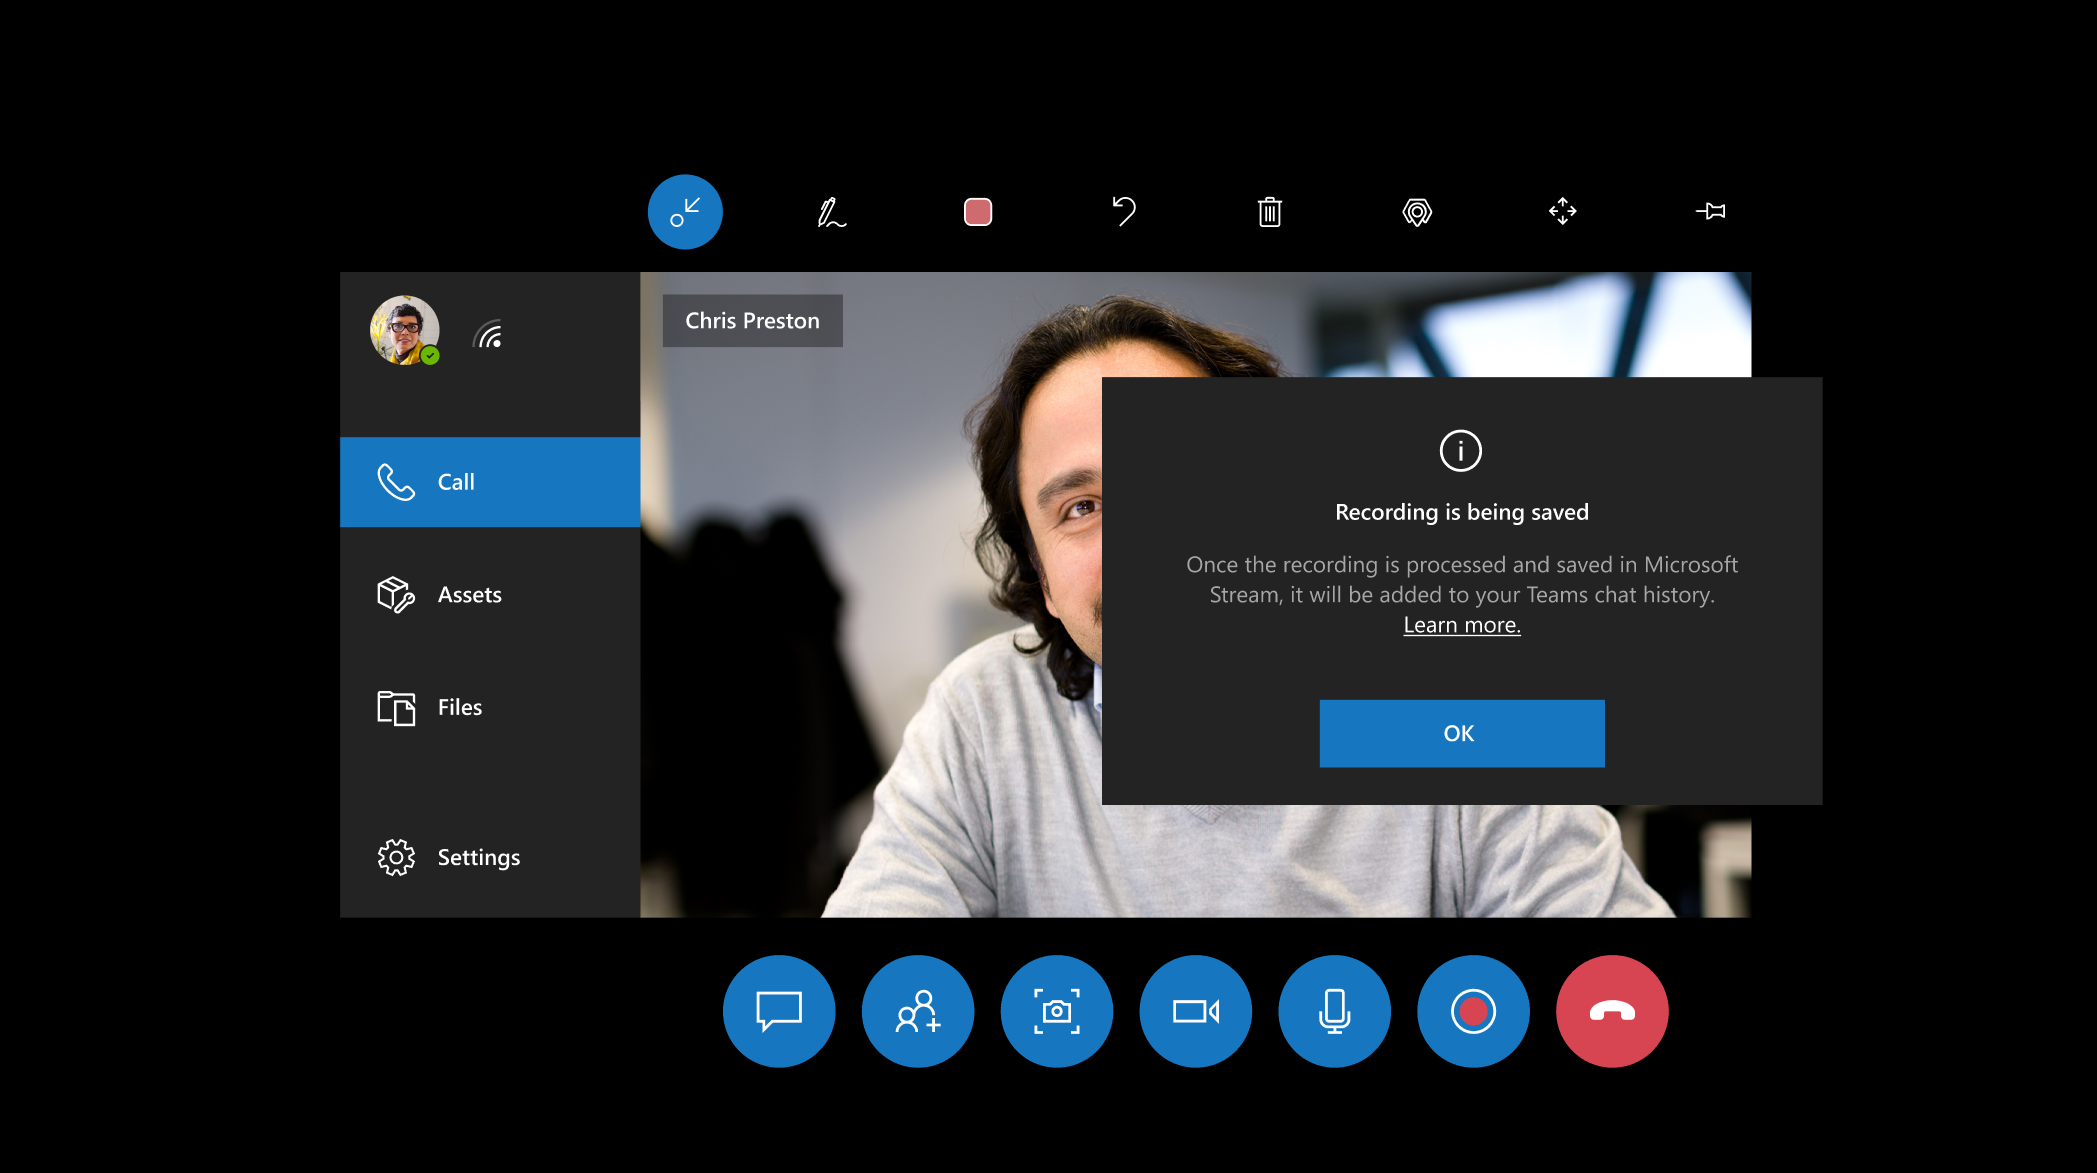 Chris Preston
Call
Assets
Files
Settings
Recording is being saved
Once the recording is processed and saved in Microsoft
Stream, it will be added to your Teams chat history.
Learn more.
OK